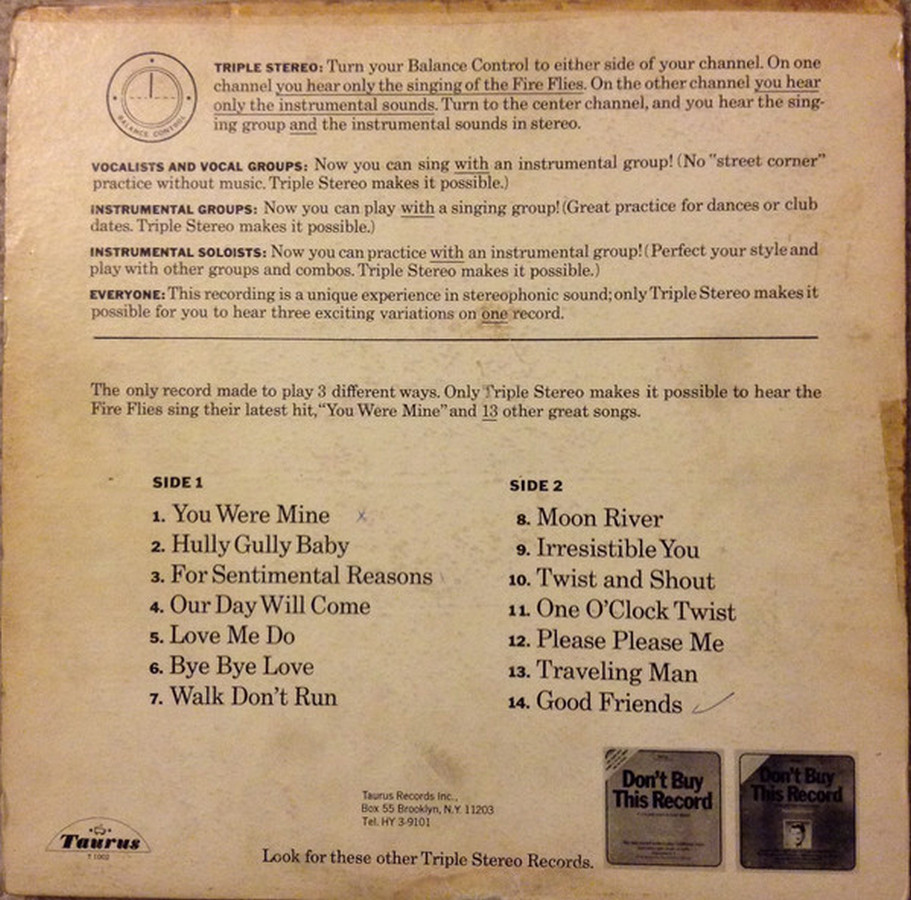 TRIPLE STEREO: Turn your Balance Control to either side of your channel. On one
channel you hear only the singing of the Fire Flies. On the other channel you hear
only the instrumental sounds. Turn to the center channel, and you hear the sing-
ing group and the instrumental sounds in stereo.
BALANCE CONTROL
VOCALISTS AND VOCAL GROUPS: Now you can sing with an instrumental group! (No "street corner"
practice without music. Triple Stereo makes it possible.)
INSTRUMENTAL GROUPS: Now you can play with a singing group! (Great practice for dances or club
dates. Triple Stereo makes it possible.)
INSTRUMENTAL SOLOISTS: Now you can practice with an instrumental group! (Perfect your style and
play with other groups and combos. Triple Stereo makes it possible.)
EVERYONE: This recording is a unique experience in stereophonic sound; only Triple Stereo makes it
possible for you to hear three exciting variations on one record.
The only record made to play 3 different ways. Only Triple Stereo makes it possible to hear the
Fire Flies sing their latest hit, "You Were Mine" and 13 other great songs.
SIDE 1
1. You Were Mine x
2. Hully Gully Baby
3. For Sentimental Reasons
4. Our Day Will Come
5. Love Me Do
6. Bye Bye Love
7. Walk Don't Run
SIDE 2
8. Moon River
9. Irresistible You
10. Twist and Shout
11. One O'Clock Twist
12. Please Please Me
13. Traveling Man
14. Good Friends
Taurus Records Inc.,
Box 55 Brooklyn, N.Y. 11203
Tel. HY 3-9101
Taurus
T 1002
Look for these other Triple Stereo Records.
Don't Buy
This Record
Don't Buy
This Record